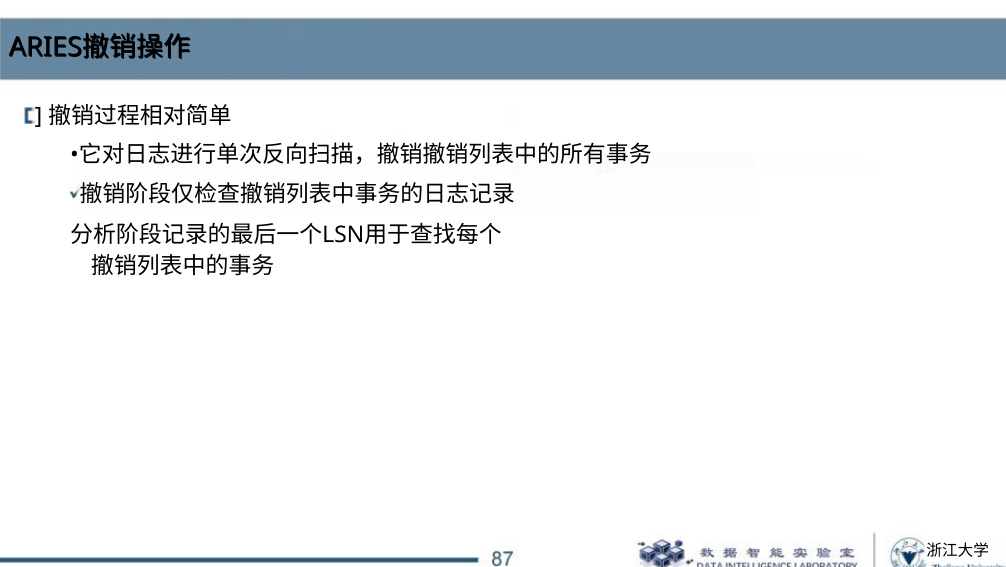 ARIES撤销操作
[] 撤销过程相对简单
•它对日志进行单次反向扫描，撤销撤销列表中的所有事务
✓撤销阶段仅检查撤销列表中事务的日志记录
分析阶段记录的最后一个LSN用于查找每个
撤销列表中的事务
87
数据智能实验室
DATA INTELLIGENCE LABORATORY
浙江大学
Zhejiang University